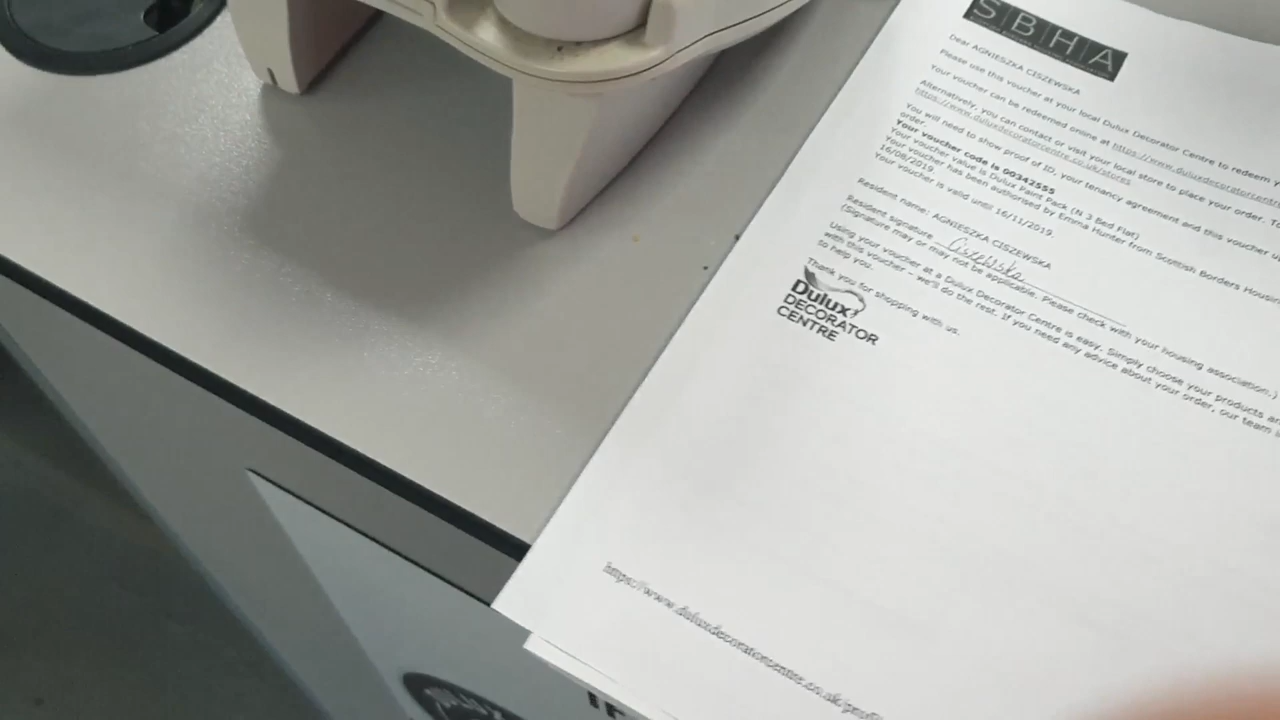 S|B|H|A
Dear AGNIESZKA CISZEWSKA
Please use this voucher at your local Dulux Decorator Centre to redeem
Your voucher can be redeemed online at https://www.duluxdecoratorcentre
Alternatively, you can contact or visit your local store to place your order. To
https://www.duluxdecoratorcentre.co.uk/stores
You will need to show proof of ID, your tenancy agreement and this voucher
order.
Your voucher code is 00342555
Your voucher value is Dulux Paint Pack (N 3 Bed Flat)
Your voucher has been authorised by Emma Hunter from Scottish Borders Housing
16/08/2019.
Your voucher is valid until 16/11/2019.
Resident name: AGNIESZKA CISZEWSKA
Resident signature Ciszewska
(Signature may or may not be applicable. Please check with your housing association.)
Using your voucher at a Dulux Decorator Centre is easy. Simply choose your products
with this voucher – we'll do the rest. If you need any advice about your order, our team
to help you.
Thank you for shopping with us.
Dulux
DECORATOR
CENTRE
https://www.duluxdecoratorcentre.co.uk/prof
IF